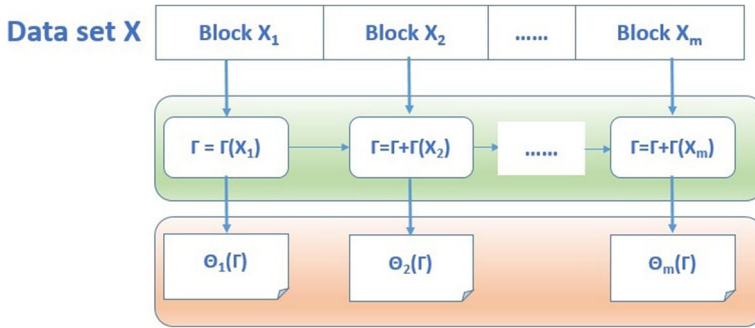 Data set X
Block X₁
Block X₂
......
Block Xₘ
Γ = Γ(X₁)
Γ=Γ+Γ(X₂)
......
Γ=Γ+Γ(Xₘ)
Θ₁(Γ)
Θ₂(Γ)
Θₘ(Γ)